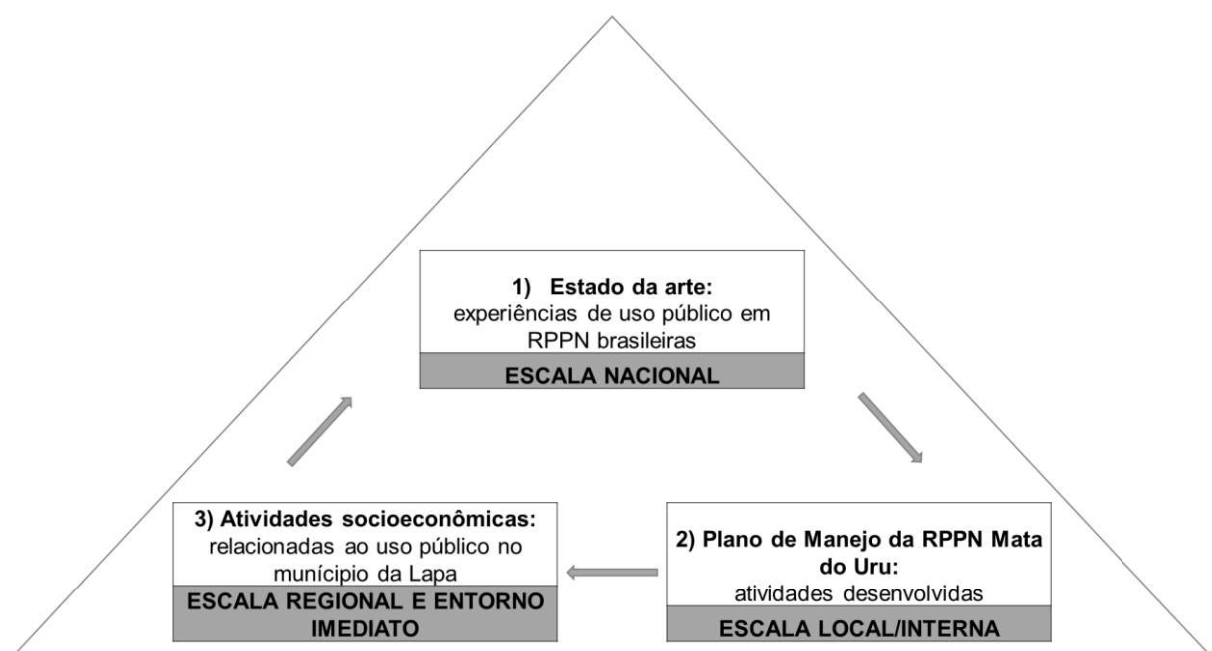 1) Estado da arte:
experiências de uso público em
RPPN brasileiras
ESCALA NACIONAL
3) Atividades socioeconômicas:
relacionadas ao uso público no
munícipio da Lapa
ESCALA REGIONAL E ENTORNO
IMEDIATO
2) Plano de Manejo da RPPN Mata
do Uru:
atividades desenvolvidas
ESCALA LOCAL/INTERNA